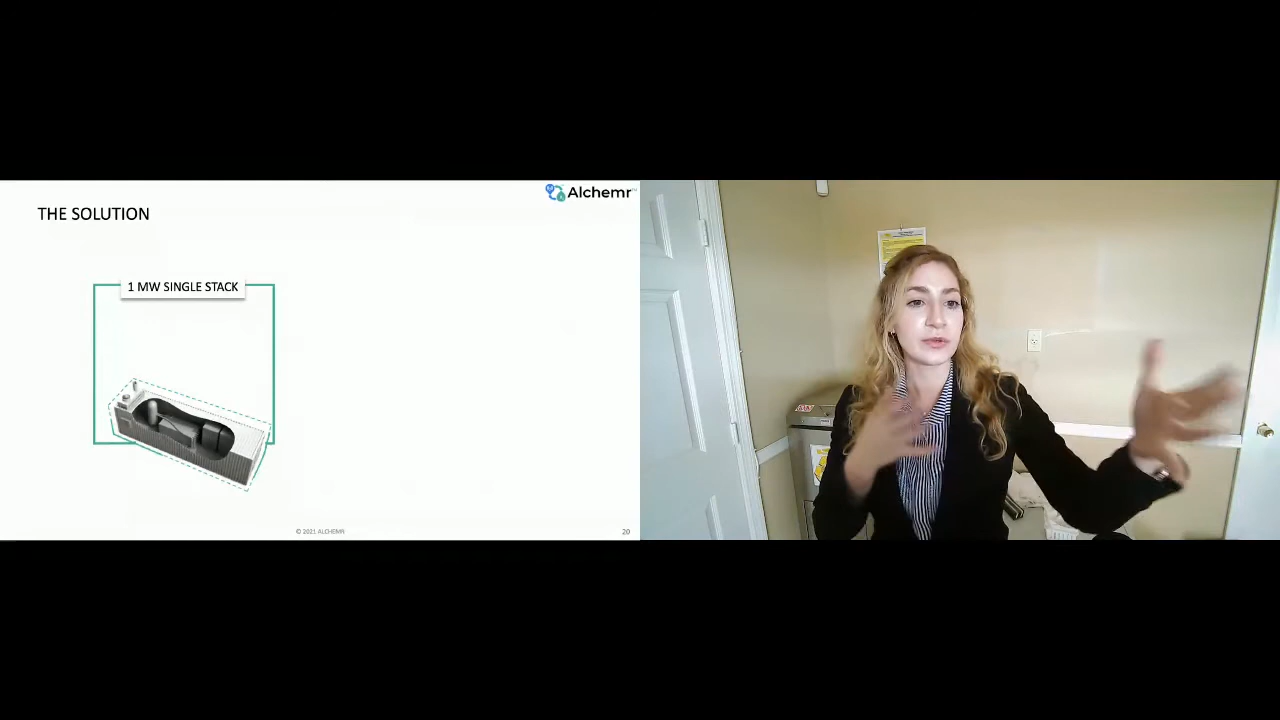 Alchemr
THE SOLUTION
1 MW SINGLE STACK
© 2021 ALCHEMR
20